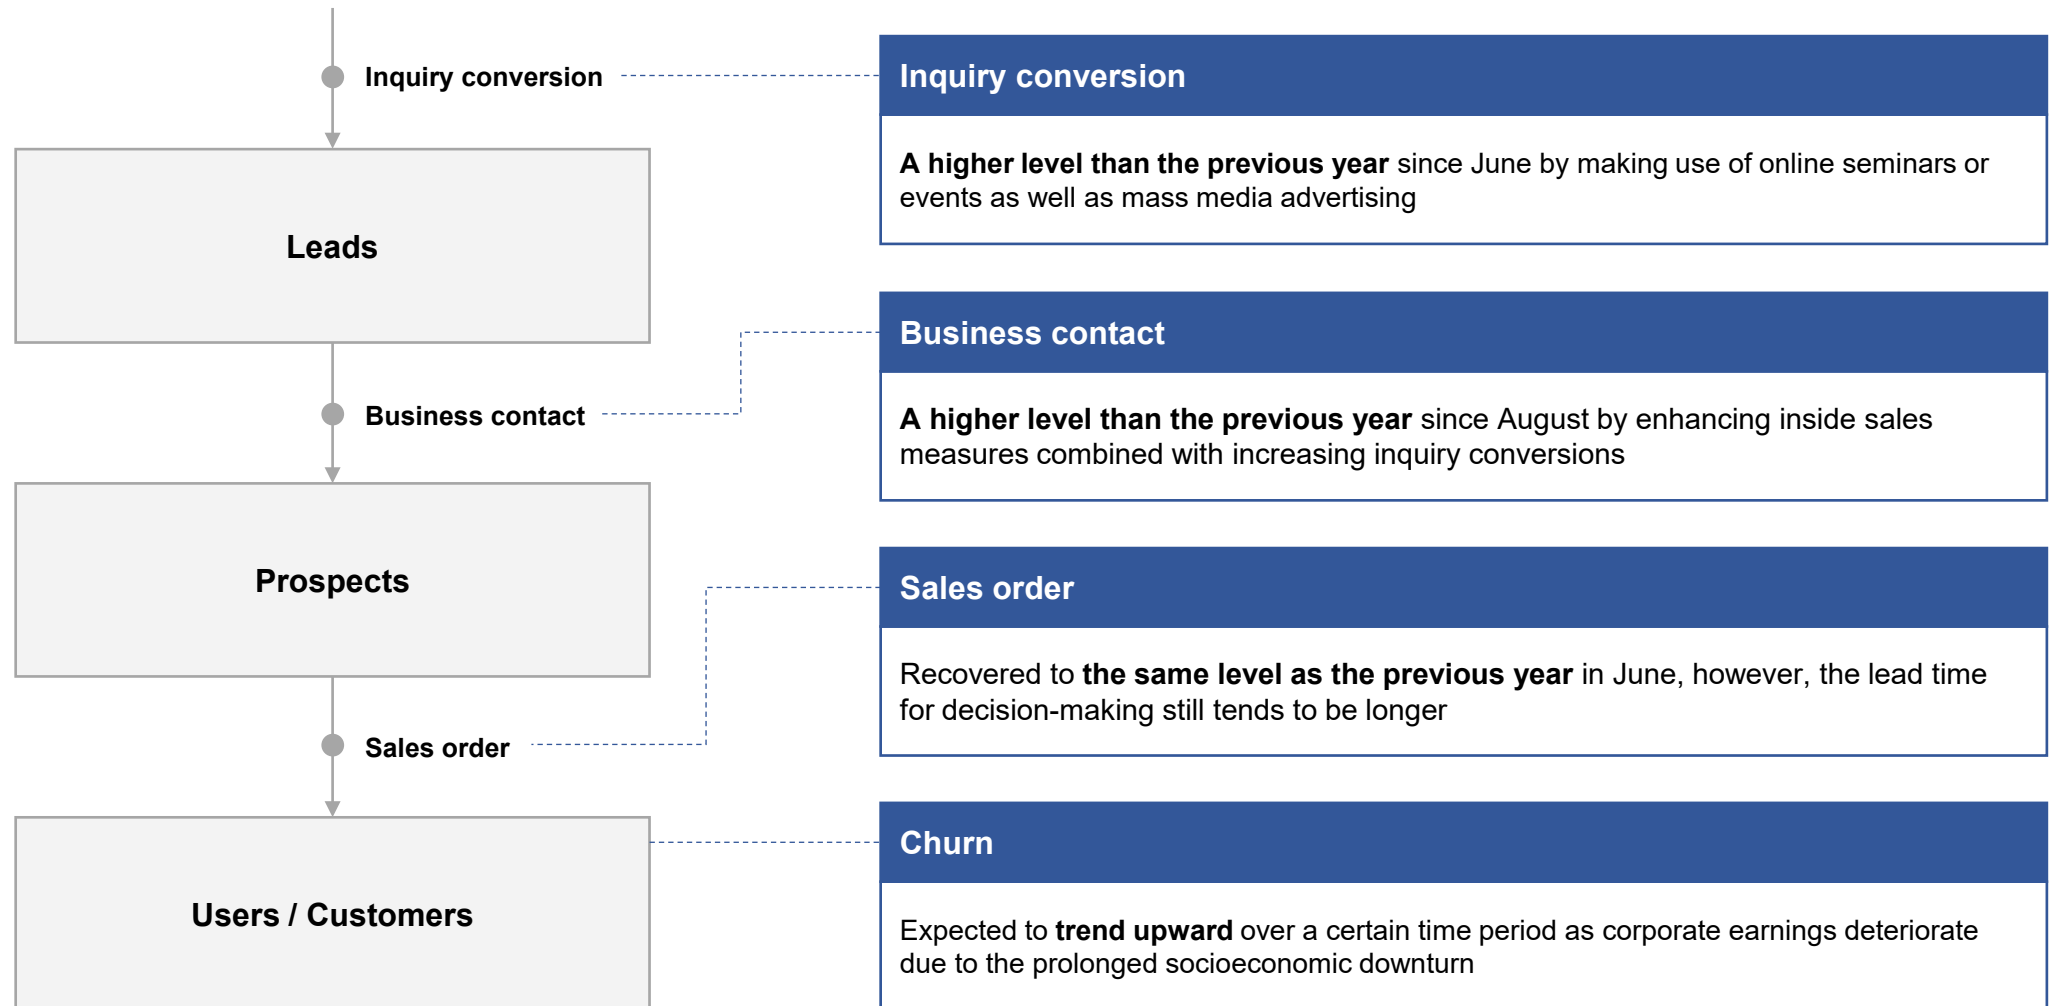 Inquiry conversion
Leads
Business contact
Prospects
Sales order
Users / Customers
Inquiry conversion
A higher level than the previous year since June by making use of online seminars or
events as well as mass media advertising
Business contact
A higher level than the previous year since August by enhancing inside sales
measures combined with increasing inquiry conversions
Sales order
Recovered to the same level as the previous year in June, however, the lead time
for decision-making still tends to be longer
Churn
Expected to trend upward over a certain time period as corporate earnings deteriorate
due to the prolonged socioeconomic downturn